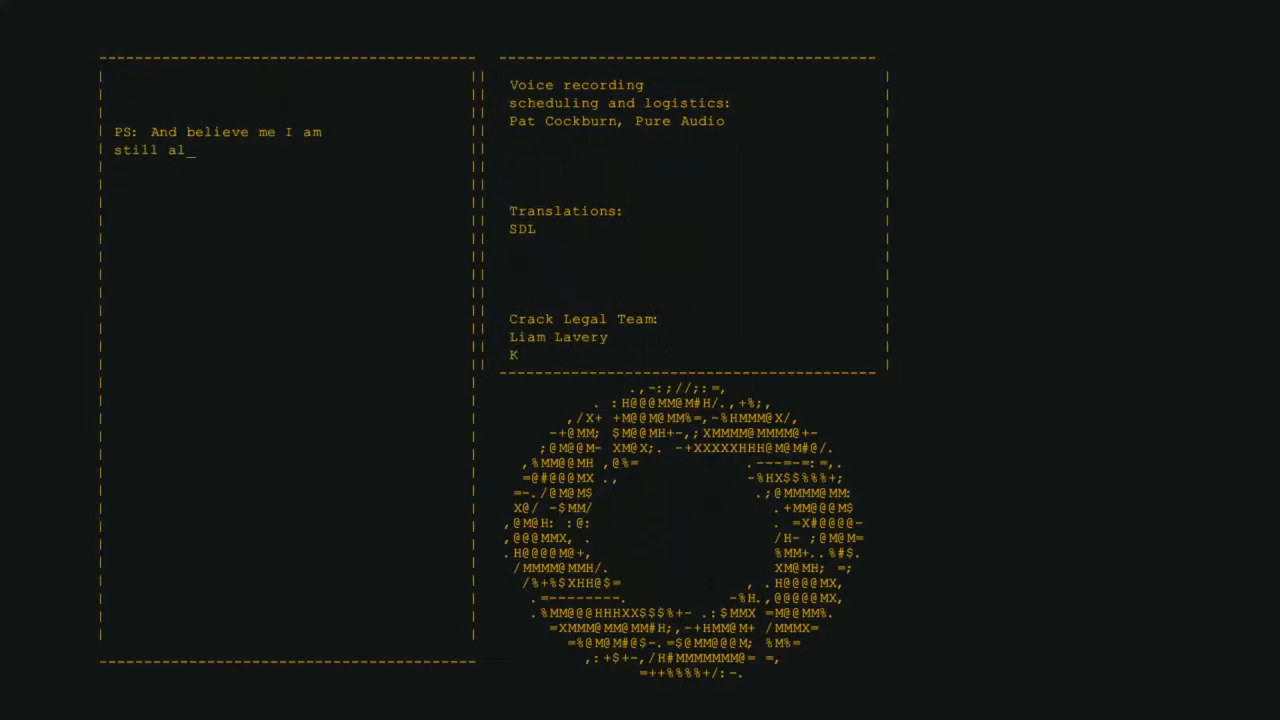 PS: And believe me I am
still al_
Voice recording
scheduling and logistics:
Pat Cockburn, Pure Audio
Translations:
SDL
Crack Legal Team:
Liam Lavery
K